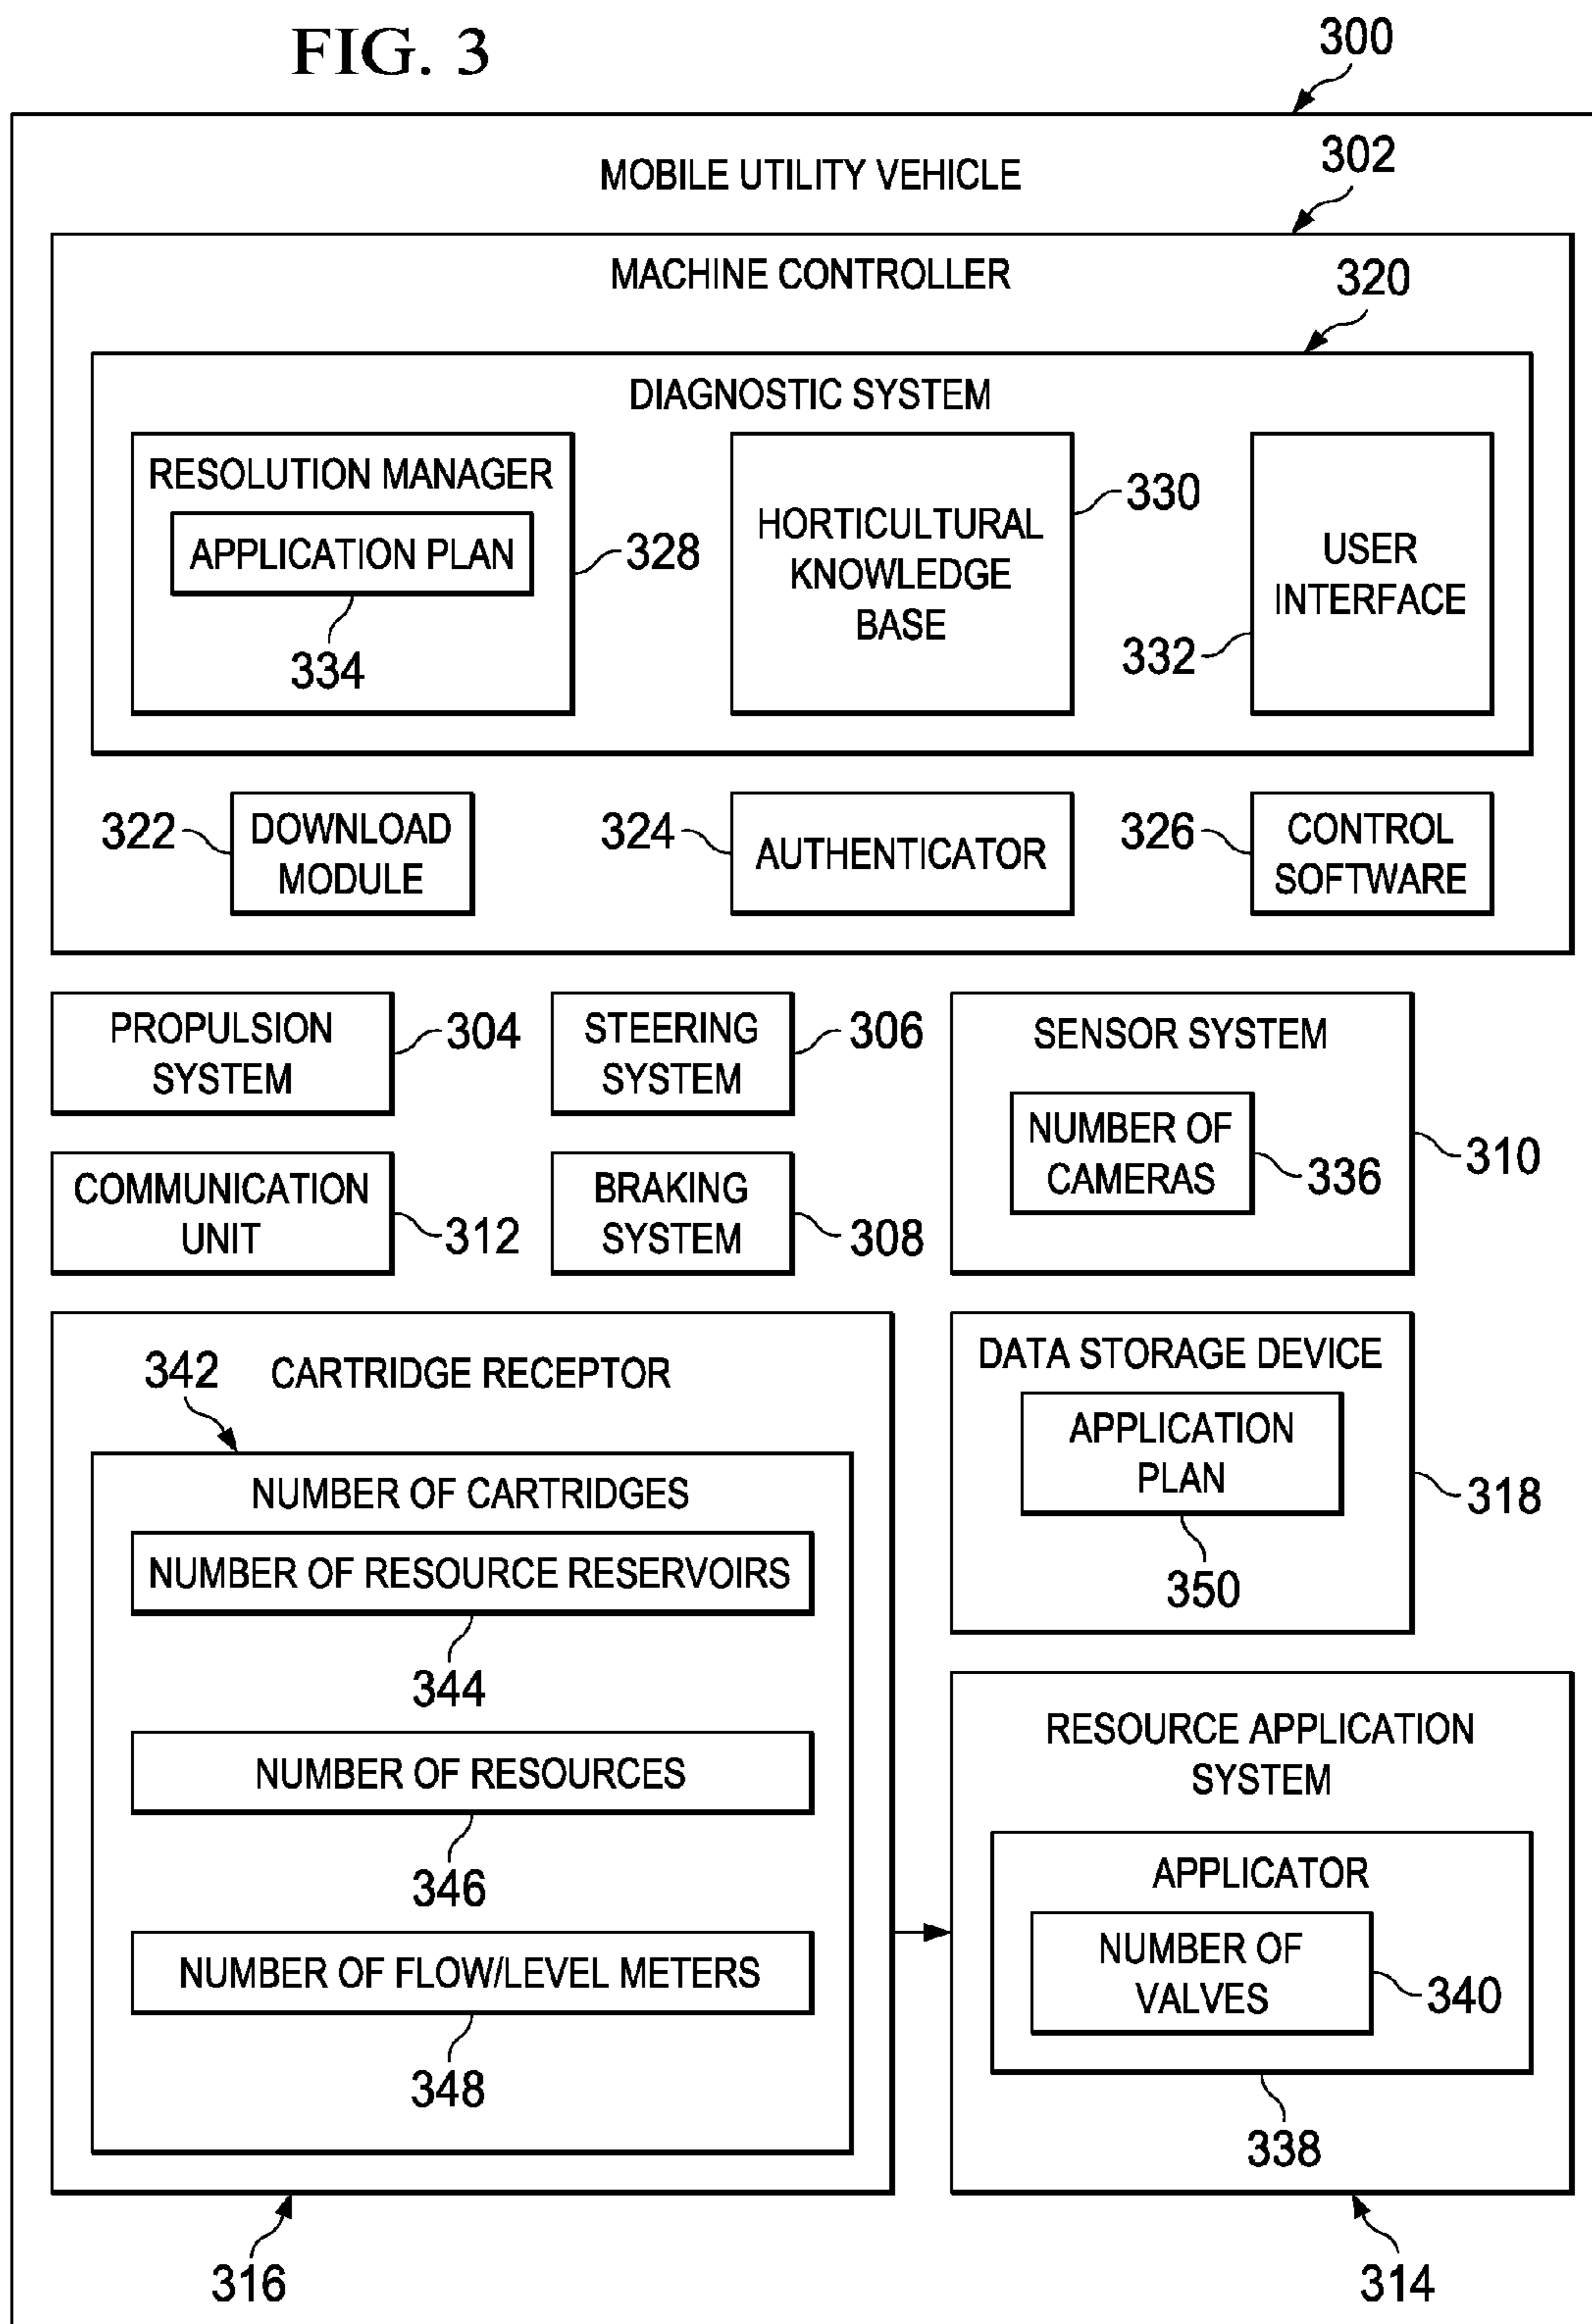 FIG. 3
300
MOBILE UTILITY VEHICLE
302
MACHINE CONTROLLER
320
DIAGNOSTIC SYSTEM
RESOLUTION MANAGER
APPLICATION PLAN
334
328
HORTICULTURAL
KNOWLEDGE
BASE
330
USER
INTERFACE
332
322
DOWNLOAD
MODULE
324
AUTHENTICATOR
326
CONTROL
SOFTWARE
PROPULSION
SYSTEM
304
STEERING
SYSTEM
306
SENSOR SYSTEM
NUMBER OF
CAMERAS
336
310
COMMUNICATION
UNIT
312
BRAKING
SYSTEM
308
342
CARTRIDGE RECEPTOR
NUMBER OF CARTRIDGES
NUMBER OF RESOURCE RESERVOIRS
344
NUMBER OF RESOURCES
346
NUMBER OF FLOW/LEVEL METERS
348
316
DATA STORAGE DEVICE
APPLICATION
PLAN
350
318
RESOURCE APPLICATION
SYSTEM
APPLICATOR
NUMBER OF
VALVES
340
338
314